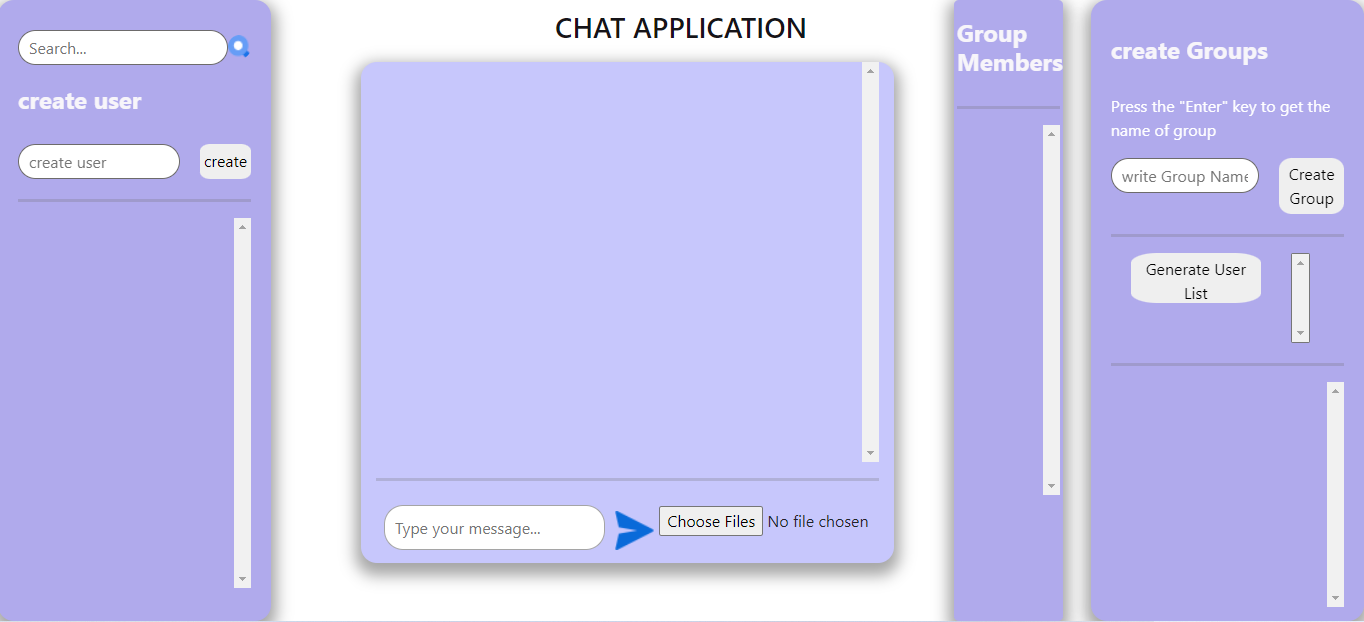 Search...
create user
create user
create
CHAT APPLICATION
Type your message...
Choose Files No file chosen
Group
Members
create Groups
Press the "Enter" key to get the
name of group
write Group Name
Create
Group
Generate User
List